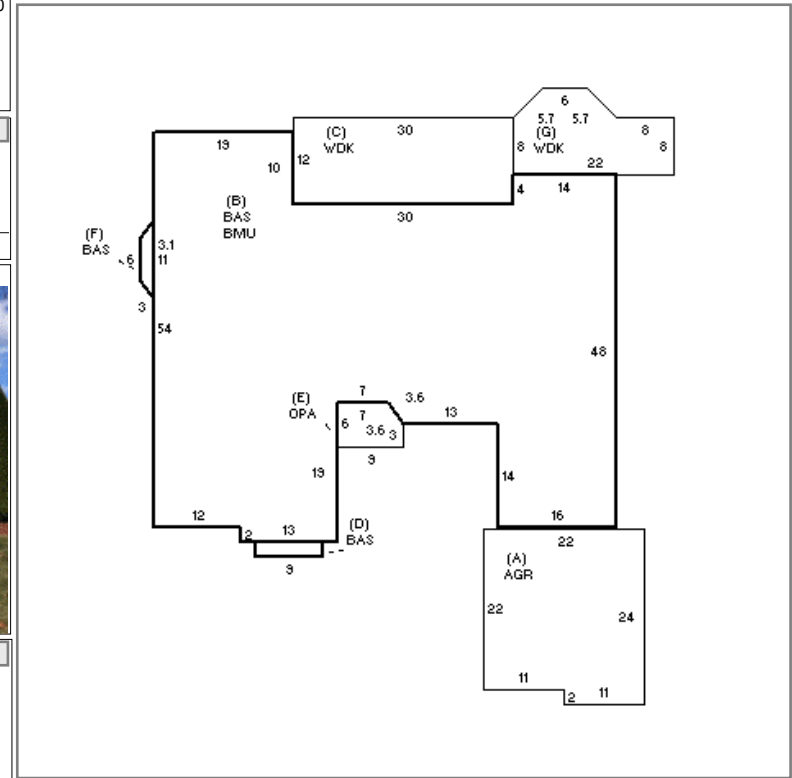 6
5.7 5.7
(C) 30 (G) 8
WDK WDK
19 12 8 8
10 22
4 14
(B)
BAS
BMU
30
(F)
BAS
3.1
6 11
3
54
48
7 3.6
(E)
OPA
7 13
6 3.6 3
9
19 14
12 13 16
2
(D)
BAS
9
22
(A)
AGR
22 24
11 11
2